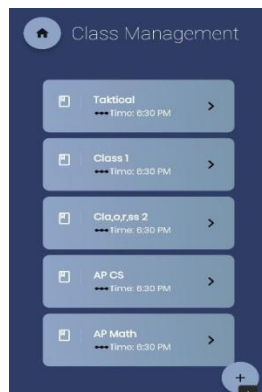 Class Management
Taktical
Time: 6:30 PM
Class 1
Time: 6:30 PM
Cla,o,r,ss 2
Time: 6:30 PM
AP CS
Time: 6:30 PM
AP Math
Time: 6:30 PM
+